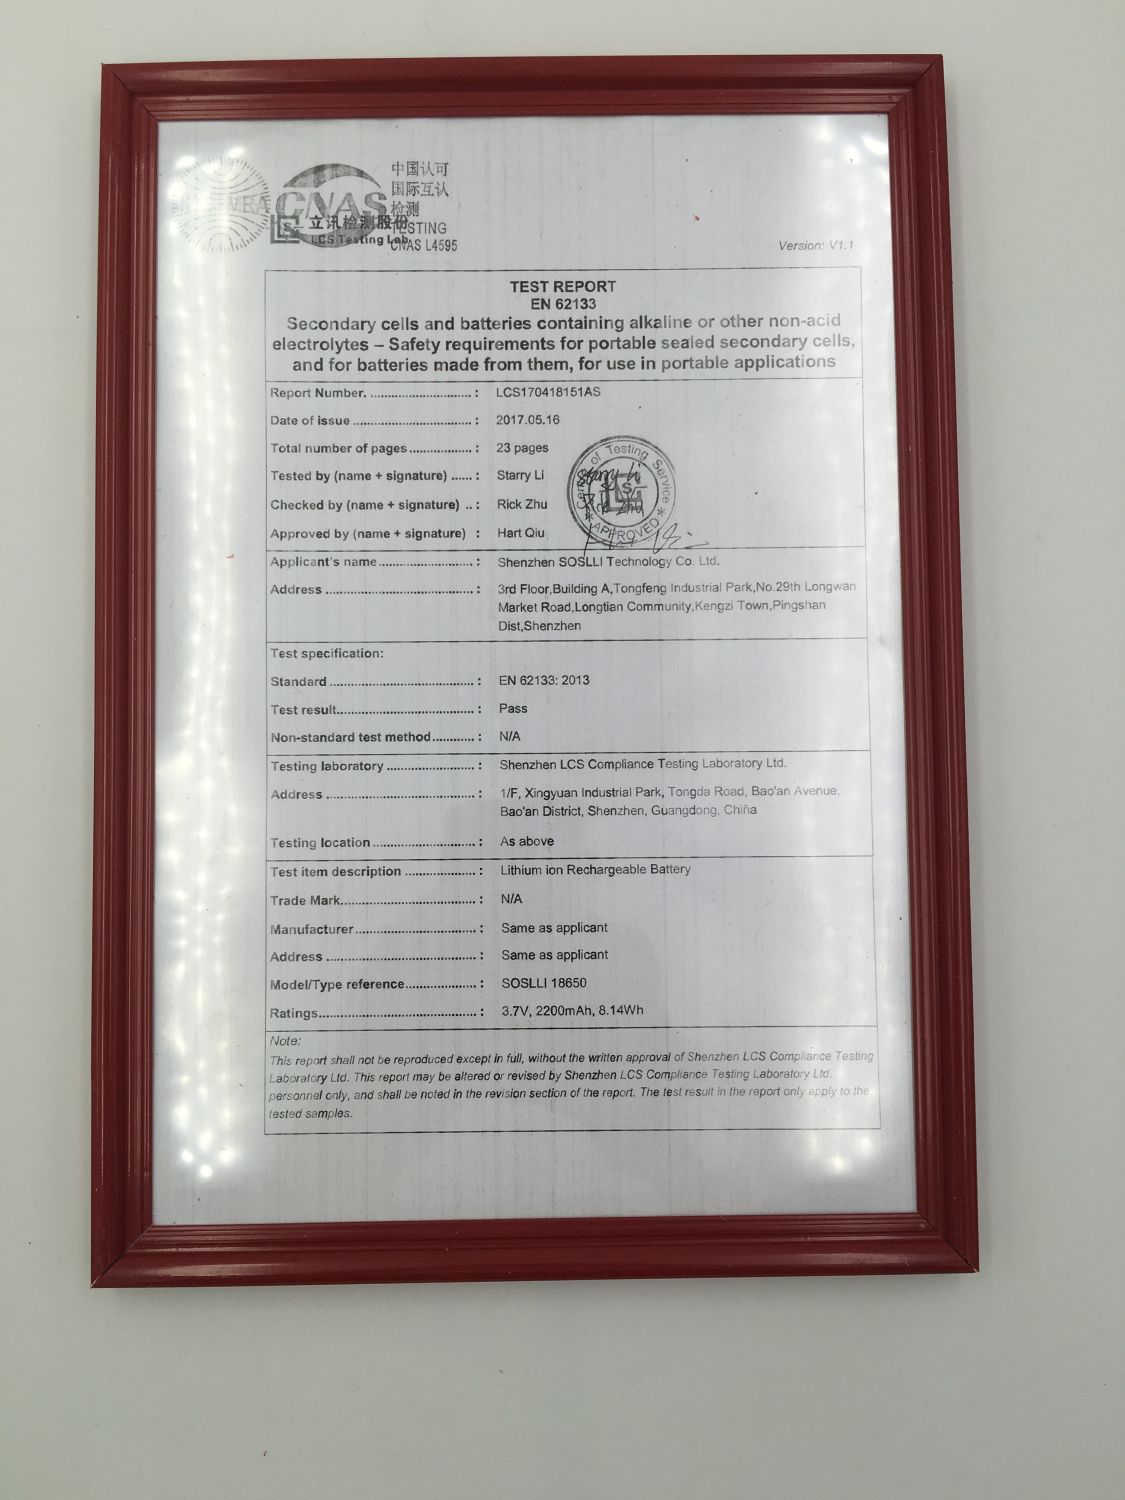 中国认可
国际互认
检测
TESTING
CNAS L4595
MRA
CNAS
立讯检测股份
LCS Testing Lab
Version: V1.1
TEST REPORT
EN 62133
Secondary cells and batteries containing alkaline or other non-acid
electrolytes – Safety requirements for portable sealed secondary cells,
and for batteries made from them, for use in portable applications
Report Number. ............................ : LCS170418151AS
Date of issue ................................. : 2017.05.16
Total number of pages.................. : 23 pages
Tested by (name + signature) ...... : Starry Li
Checked by (name + signature) .. : Rick Zhu
Approved by (name + signature) : Hart Qiu
Centre of Testing Service
LCS
* APPROVED *
Applicant's name........................... : Shenzhen SOSLLI Technology Co. Ltd.
Address .......................................... : 3rd Floor,Building A,Tongfeng Industrial Park,No.29th Longwan
Market Road,Longtian Community,Kengzi Town,Pingshan
Dist,Shenzhen
Test specification:
Standard ........................................ : EN 62133: 2013
Test result...................................... : Pass
Non-standard test method............ : N/A
Testing laboratory ......................... : Shenzhen LCS Compliance Testing Laboratory Ltd.
Address .......................................... : 1/F, Xingyuan Industrial Park, Tongda Road, Bao'an Avenue,
Bao'an District, Shenzhen, Guangdong, China
Testing location ............................. : As above
Test item description .................... : Lithium ion Rechargeable Battery
Trade Mark...................................... : N/A
Manufacturer.................................. : Same as applicant
Address .......................................... : Same as applicant
Model/Type reference.................... : SOSLLI 18650
Ratings............................................ : 3.7V, 2200mAh, 8.14Wh
Note:
This report shall not be reproduced except in full, without the written approval of Shenzhen LCS Compliance Testing
Laboratory Ltd. This report may be altered or revised by Shenzhen LCS Compliance Testing Laboratory Ltd.
personnel only, and shall be noted in the revision section of the report. The test result in the report only apply to the
tested samples.